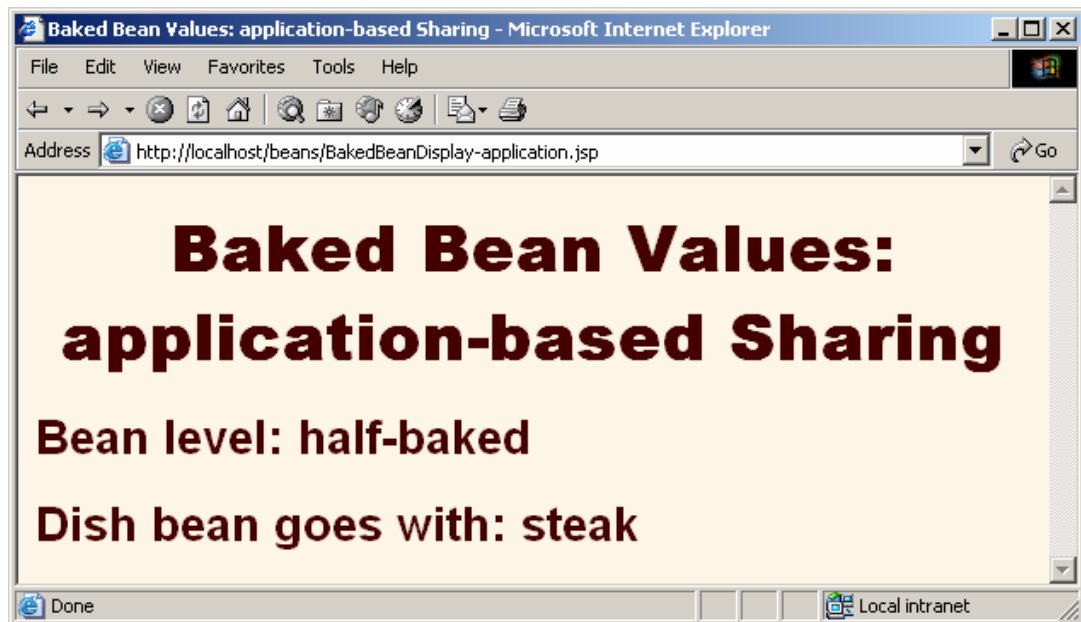 Baked Bean Values: application-based Sharing - Microsoft Internet Explorer
File Edit View Favorites Tools Help
Address http://localhost/beans/BakedBeanDisplay-application.jsp Go
Baked Bean Values:
application-based Sharing
Bean level: half-baked
Dish bean goes with: steak
Done Local intranet